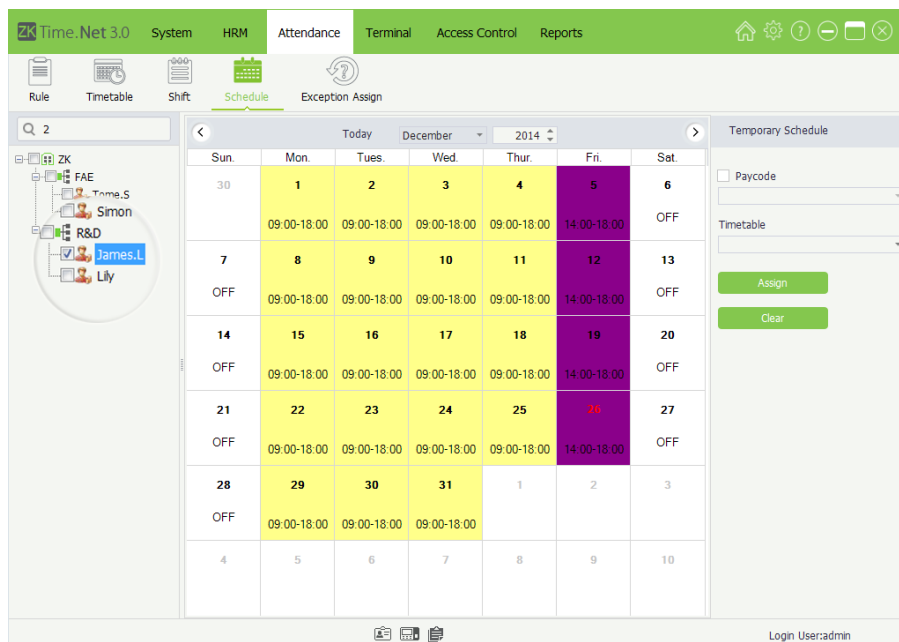 ZK Time.Net 3.0 System HRM Attendance Terminal Access Control Reports
Rule Timetable Shift Schedule Exception Assign
2
ZK
FAE
Tome.S
Simon
R&D
James.L
Lily
Today December 2014
Sun. Mon. Tues. Wed. Thur. Fri. Sat.
30 1 2 3 4 5 6
09:00-18:00 09:00-18:00 09:00-18:00 09:00-18:00 14:00-18:00 OFF
7 8 9 10 11 12 13
OFF 09:00-18:00 09:00-18:00 09:00-18:00 09:00-18:00 14:00-18:00 OFF
14 15 16 17 18 19 20
OFF 09:00-18:00 09:00-18:00 09:00-18:00 09:00-18:00 14:00-18:00 OFF
21 22 23 24 25 26 27
OFF 09:00-18:00 09:00-18:00 09:00-18:00 09:00-18:00 14:00-18:00 OFF
28 29 30 31 1 2 3
OFF 09:00-18:00 09:00-18:00 09:00-18:00
4 5 6 7 8 9 10
Temporary Schedule
Paycode
Timetable
Assign
Clear
Login User:admin